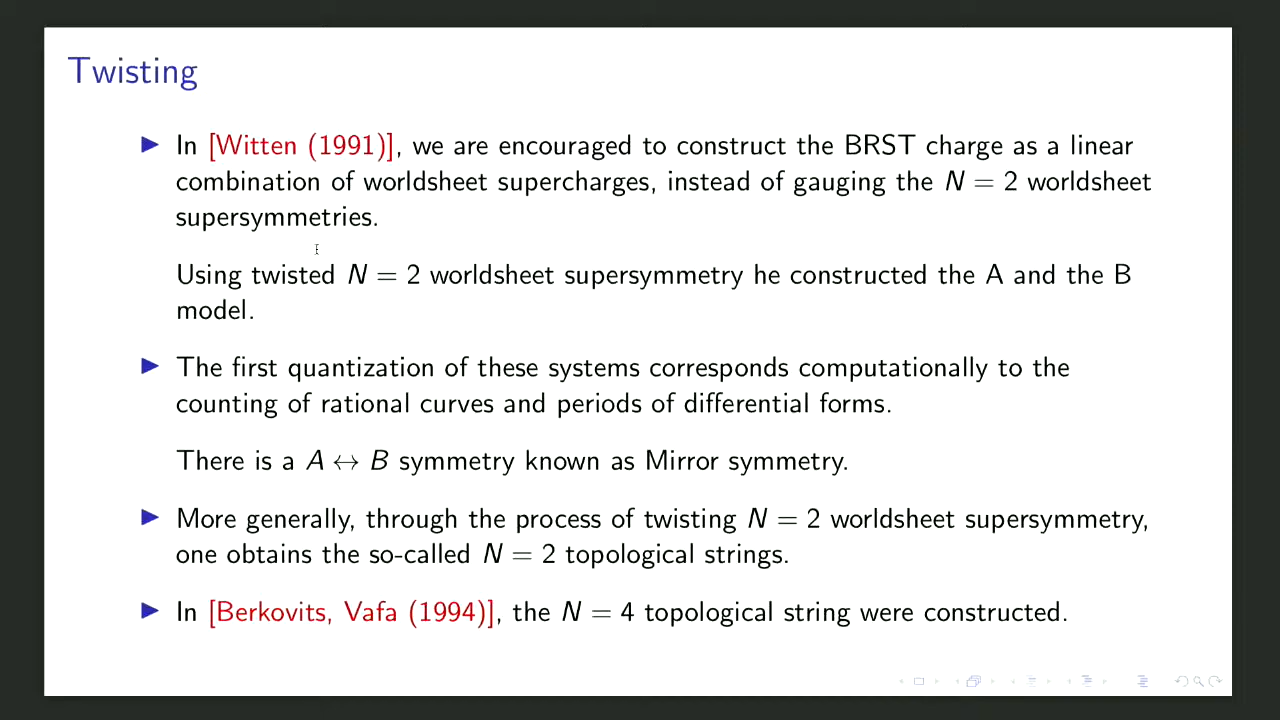 Twisting
▶ In [Witten (1991)], we are encouraged to construct the BRST charge as a linear
combination of worldsheet supercharges, instead of gauging the N = 2 worldsheet
supersymmetries.
Using twisted N = 2 worldsheet supersymmetry he constructed the A and the B
model.
▶ The first quantization of these systems corresponds computationally to the
counting of rational curves and periods of differential forms.
There is a A ↔ B symmetry known as Mirror symmetry.
▶ More generally, through the process of twisting N = 2 worldsheet supersymmetry,
one obtains the so-called N = 2 topological strings.
▶ In [Berkovits, Vafa (1994)], the N = 4 topological string were constructed.